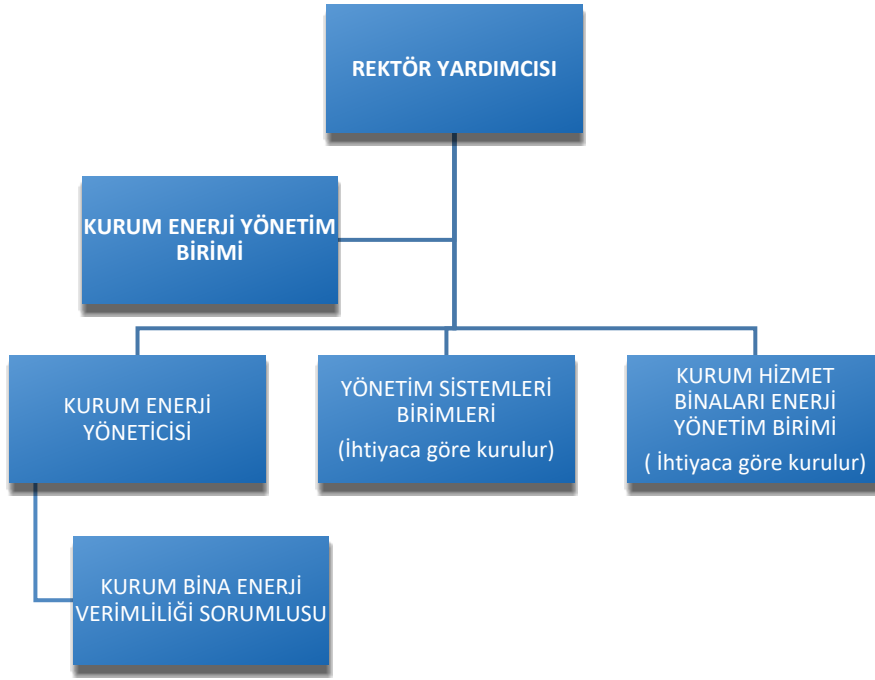 REKTÖR YARDIMCISI
KURUM ENERJİ YÖNETİM
BİRİMİ
KURUM ENERJİ
YÖNETİCİSİ
YÖNETİM SİSTEMLERİ
BİRİMLERİ
(İhtiyaca göre kurulur)
KURUM HİZMET
BİNALARI ENERJİ
YÖNETİM BİRİMİ
( İhtiyaca göre kurulur)
KURUM BİNA ENERJİ
VERİMLİLİĞİ SORUMLUSU